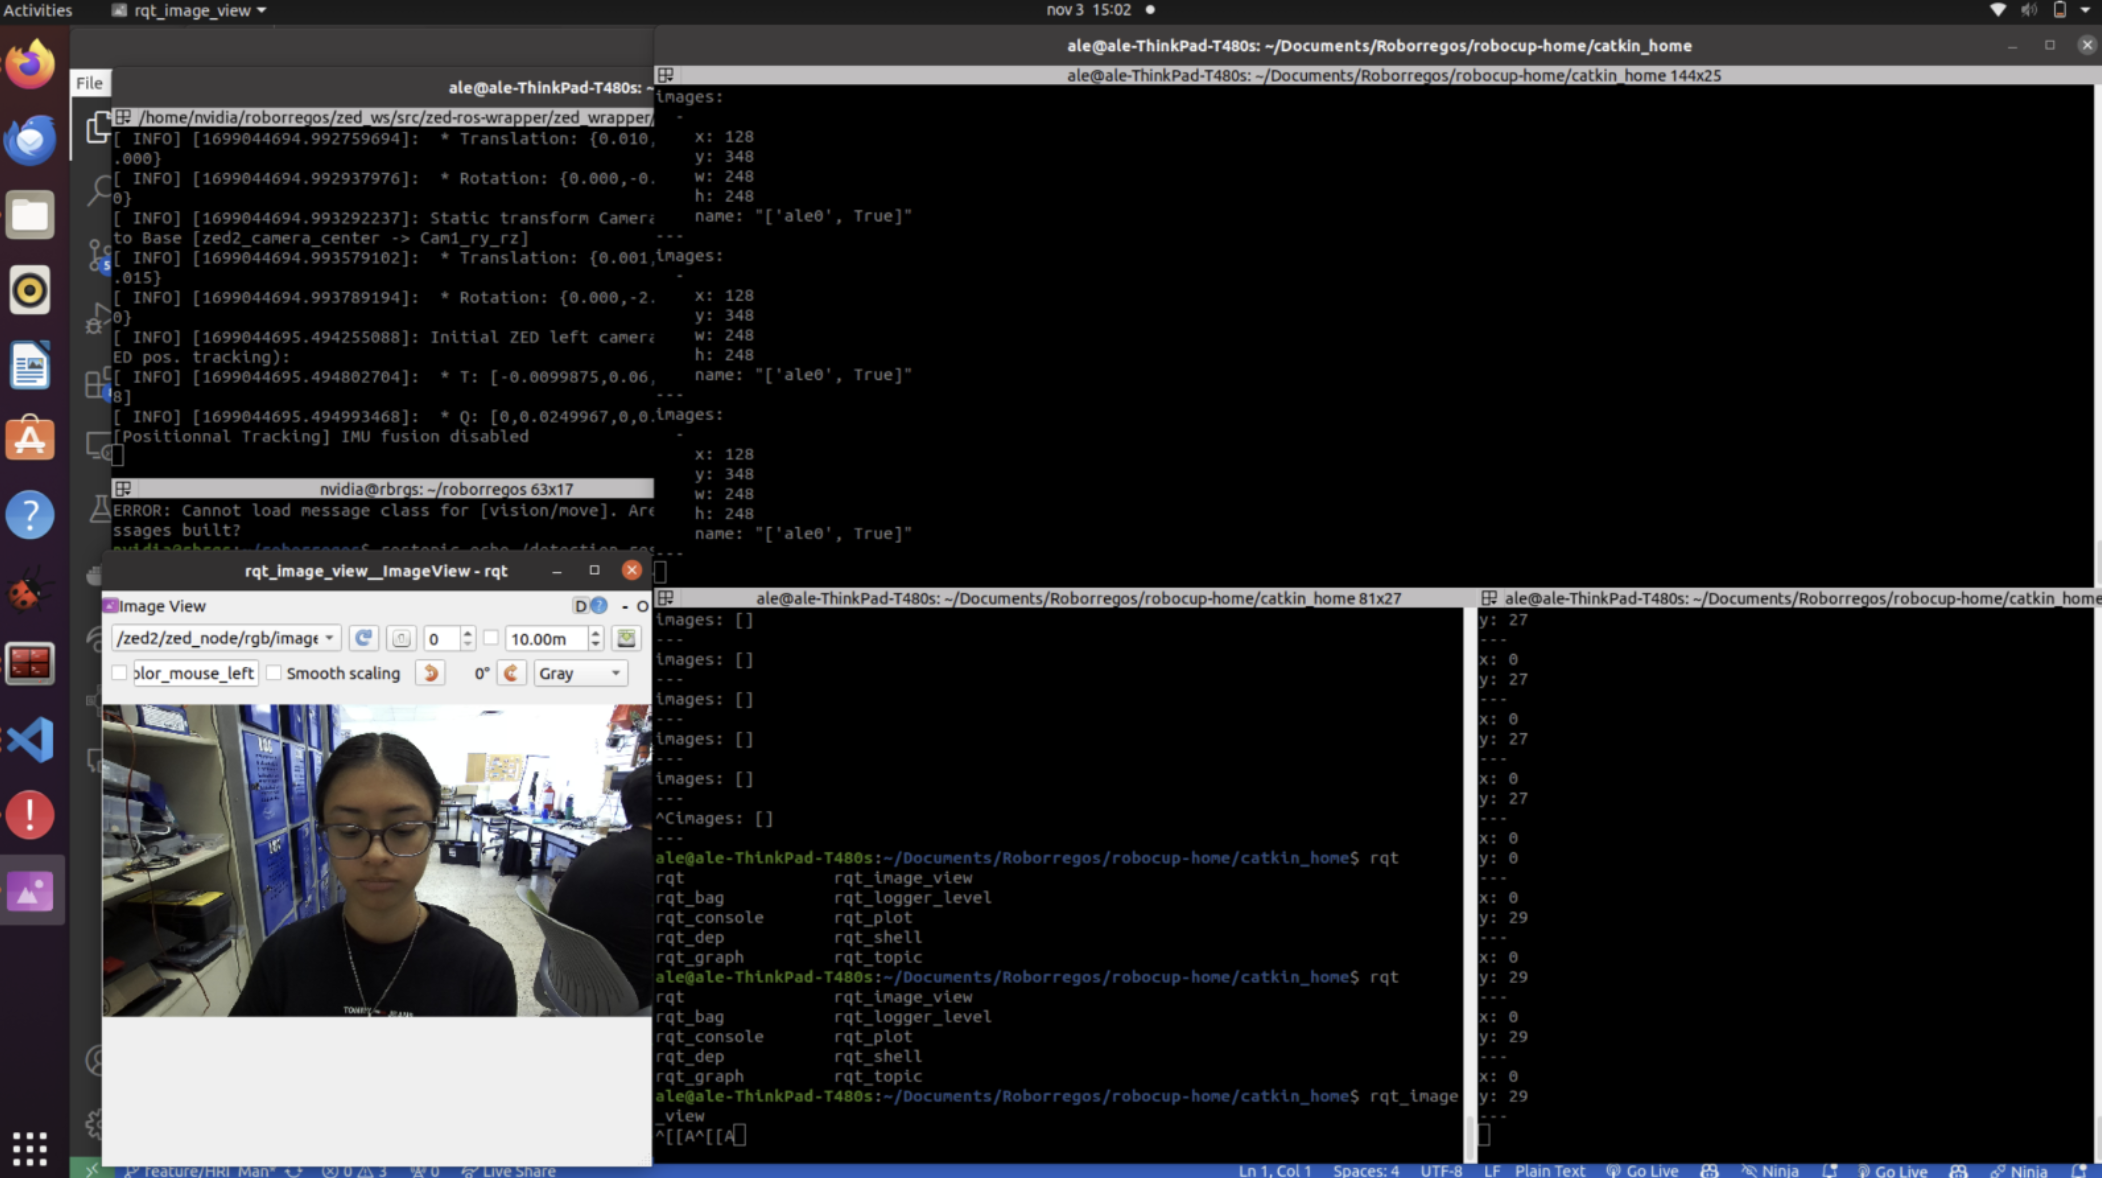 Activities
rqt_image_view
nov 3 15:02
File
ale@ale-ThinkPad-T480s: ~
/home/nvidia/roborregos/zed_ws/src/zed-ros-wrapper/zed_wrapper/
[ INFO] [1699044694.992759694]:  * Translation: {0.010,
.000}
[ INFO] [1699044694.992937976]:  * Rotation: {0.000,-0.
0}
[ INFO] [1699044694.993292237]: Static transform Camera
to Base [zed2_camera_center -> Cam1_ry_rz]
[ INFO] [1699044694.993579102]:  * Translation: {0.001,
.015}
[ INFO] [1699044694.993789194]:  * Rotation: {0.000,-2.
0}
[ INFO] [1699044695.494255088]: Initial ZED left camera
ED pos. tracking):
[ INFO] [1699044695.494802704]:  * T: [-0.0099875,0.06,
8]
[ INFO] [1699044695.494993468]:  * Q: [0,0.0249967,0,0.
[Positionnal Tracking] IMU fusion disabled
nvidia@rbrgs: ~/roborregos 63x17
ERROR: Cannot load message class for [vision/move]. Are
ssages built?
nvidia@rbrgs:~/roborregos$ rostopic echo /detection_res
rqt_image_view__ImageView - rqt
Image View
D
- O
/zed2/zed_node/rgb/image
0
10.00m
olor_mouse_left
Smooth scaling
0°
Gray
ale@ale-ThinkPad-T480s: ~/Documents/Roborregos/robocup-home/catkin_home
ale@ale-ThinkPad-T480s: ~/Documents/Roborregos/robocup-home/catkin_home 144x25
images:
-
x: 128
y: 348
w: 248
h: 248
name: "['ale0', True]"
---
images:
-
x: 128
y: 348
w: 248
h: 248
name: "['ale0', True]"
---
images:
-
x: 128
y: 348
w: 248
h: 248
name: "['ale0', True]"
---
ale@ale-ThinkPad-T480s: ~/Documents/Roborregos/robocup-home/catkin_home 81x27
images: []
---
images: []
---
images: []
---
images: []
---
images: []
---
^Cimages: []
---
ale@ale-ThinkPad-T480s:~/Documents/Roborregos/robocup-home/catkin_home$ rqt
rqt rqt_image_view
rqt_bag rqt_logger_level
rqt_console rqt_plot
rqt_dep rqt_shell
rqt_graph rqt_topic
ale@ale-ThinkPad-T480s:~/Documents/Roborregos/robocup-home/catkin_home$ rqt
rqt rqt_image_view
rqt_bag rqt_logger_level
rqt_console rqt_plot
rqt_dep rqt_shell
rqt_graph rqt_topic
ale@ale-ThinkPad-T480s:~/Documents/Roborregos/robocup-home/catkin_home$ rqt_image
_view
^[[A^[[A
ale@ale-ThinkPad-T480s: ~/Documents/Roborregos/robocup-home/catkin_home
y: 27
---
x: 0
y: 27
---
x: 0
y: 27
---
x: 0
y: 27
---
x: 0
y: 0
---
x: 0
y: 29
---
x: 0
y: 29
---
x: 0
y: 29
---
x: 0
y: 29
---
feature/HRI_Man*
0 3
0
Live Share
Ln 1, Col 1
Spaces: 4
UTF-8
LF
Plain Text
Go Live
Ninja
Go Live
Ninja